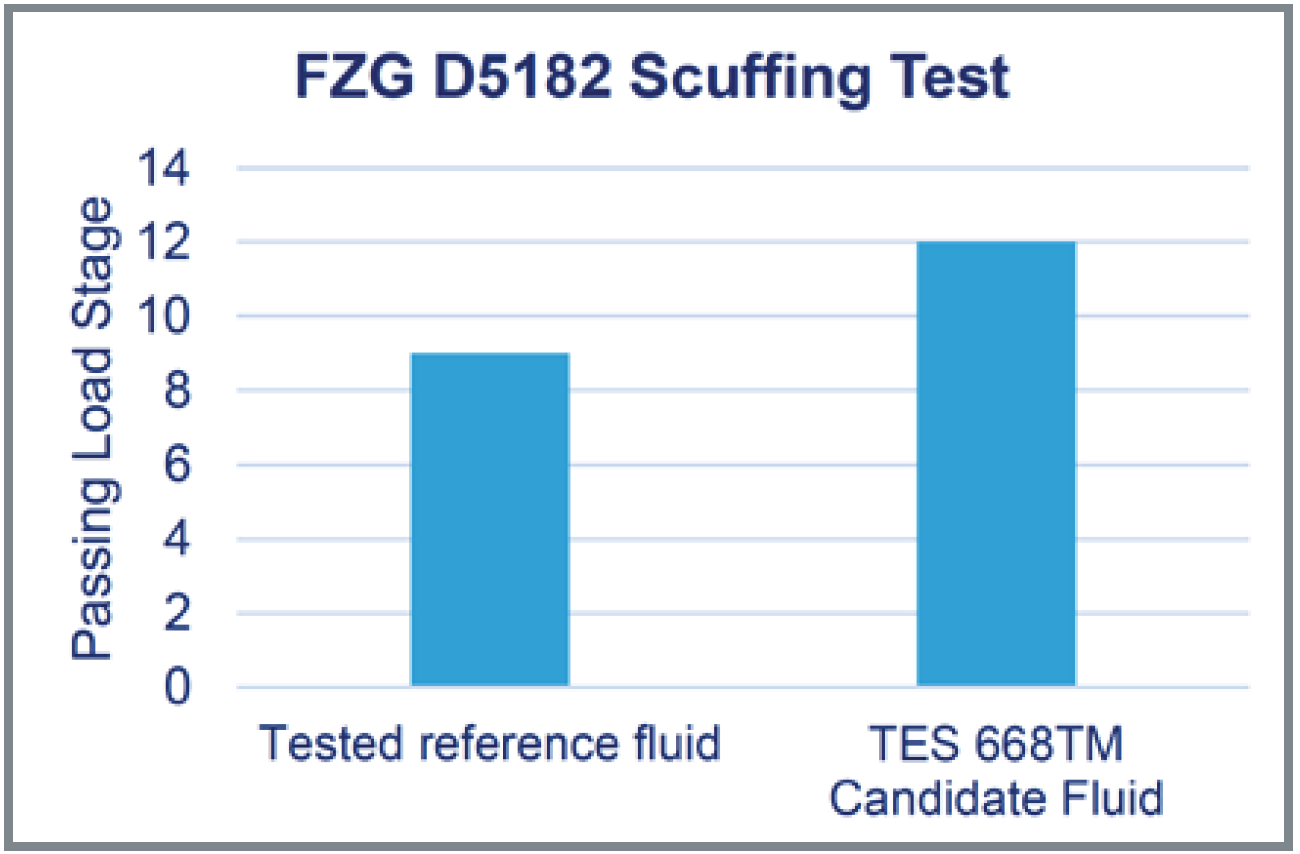 FZG D5182 Scuffing Test
Passing Load Stage
14
12
10
8
6
4
2
0
Tested reference fluid
TES 668TM
Candidate Fluid